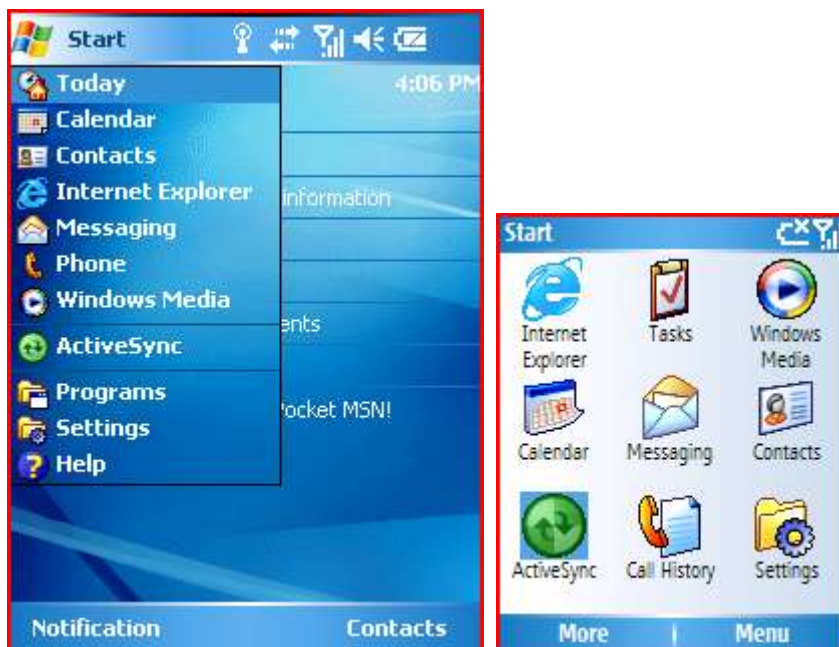 Start
Today
4:06 PM
Calendar
Contacts
Internet Explorer
information
Messaging
Phone
Windows Media
ents
ActiveSync
Programs
ocket MSN!
Settings
Help
Notification Contacts
Start
Internet Explorer
Tasks
Windows Media
Calendar
Messaging
Contacts
ActiveSync
Call History
Settings
More Menu